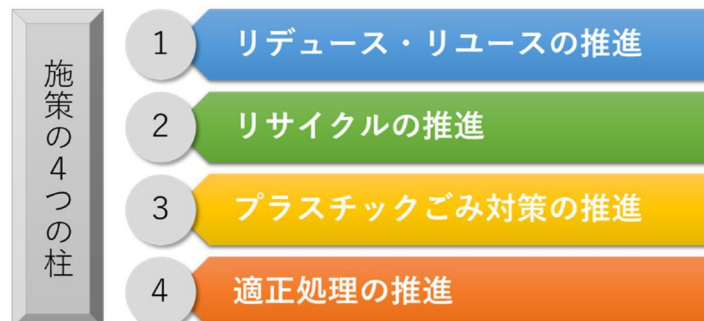 施策の4つの柱
1 リデュース・リユースの推進
2 リサイクルの推進
3 プラスチックごみ対策の推進
4 適正処理の推進